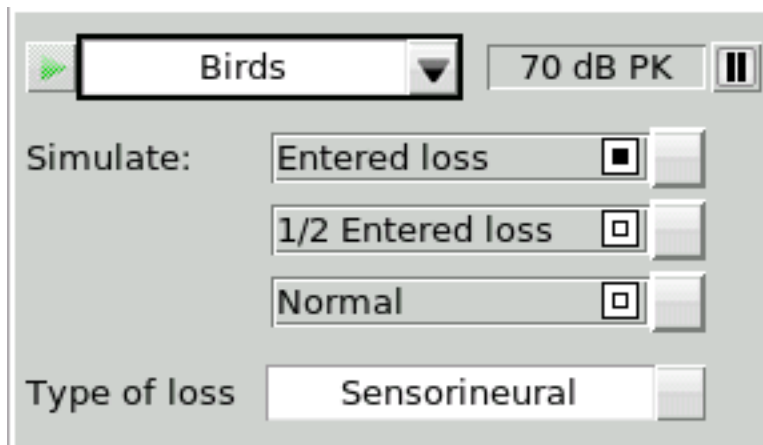 Birds 70 dB PK
Simulate: Entered loss
1/2 Entered loss
Normal
Type of loss Sensorineural